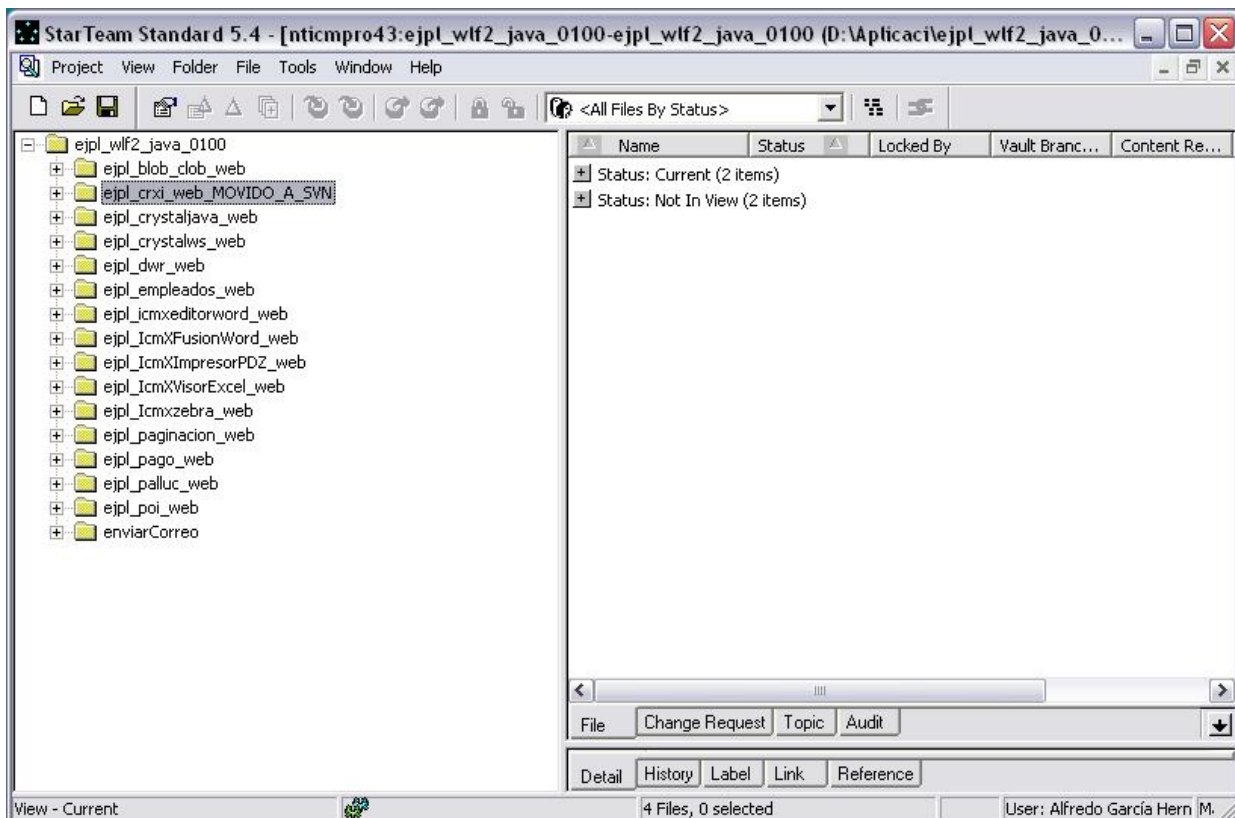 StarTeam Standard 5.4 - [nticmpro43:ejpl_wlf2_java_0100-ejpl_wlf2_java_0100 (D:\Aplicaci\ejpl_wlf2_java_0...
Project View Folder File Tools Window Help
<All Files By Status>
ejpl_wlf2_java_0100
ejpl_blob_clob_web
ejpl_crxi_web_MOVIDO_A_SVN
ejpl_crystaljava_web
ejpl_crystalws_web
ejpl_dwr_web
ejpl_empleados_web
ejpl_icmxeditorword_web
ejpl_IcmXFusionWord_web
ejpl_IcmXImpresorPDZ_web
ejpl_IcmXVisorExcel_web
ejpl_Icmxzebra_web
ejpl_paginacion_web
ejpl_pago_web
ejpl_palluc_web
ejpl_poi_web
enviarCorreo
Name Status Locked By Vault Branc... Content Re...
Status: Current (2 items)
Status: Not In View (2 items)
File Change Request Topic Audit
Detail History Label Link Reference
View - Current 4 Files, 0 selected User: Alfredo García Hern M.